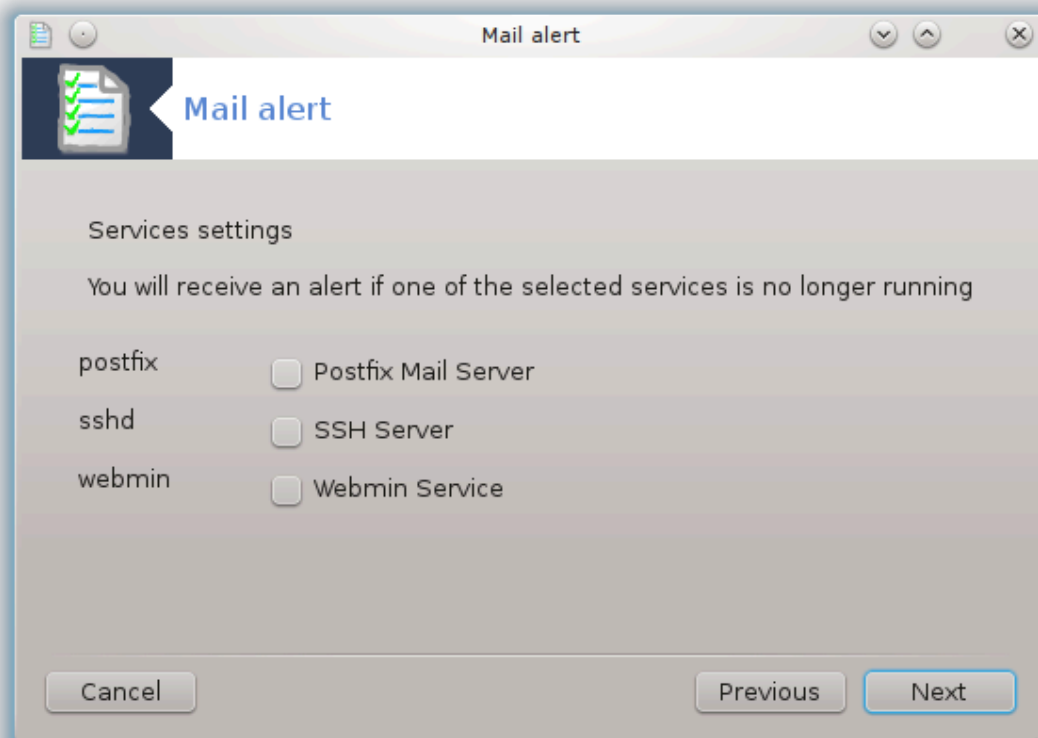 Mail alert
Mail alert
Services settings
You will receive an alert if one of the selected services is no longer running
postfix Postfix Mail Server
sshd SSH Server
webmin Webmin Service
Cancel Previous Next